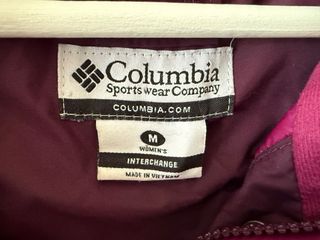 Columbia
Sportswear Company
COLUMBIA.COM
M
WOMEN'S
INTERCHANGE
MADE IN VIETNAM